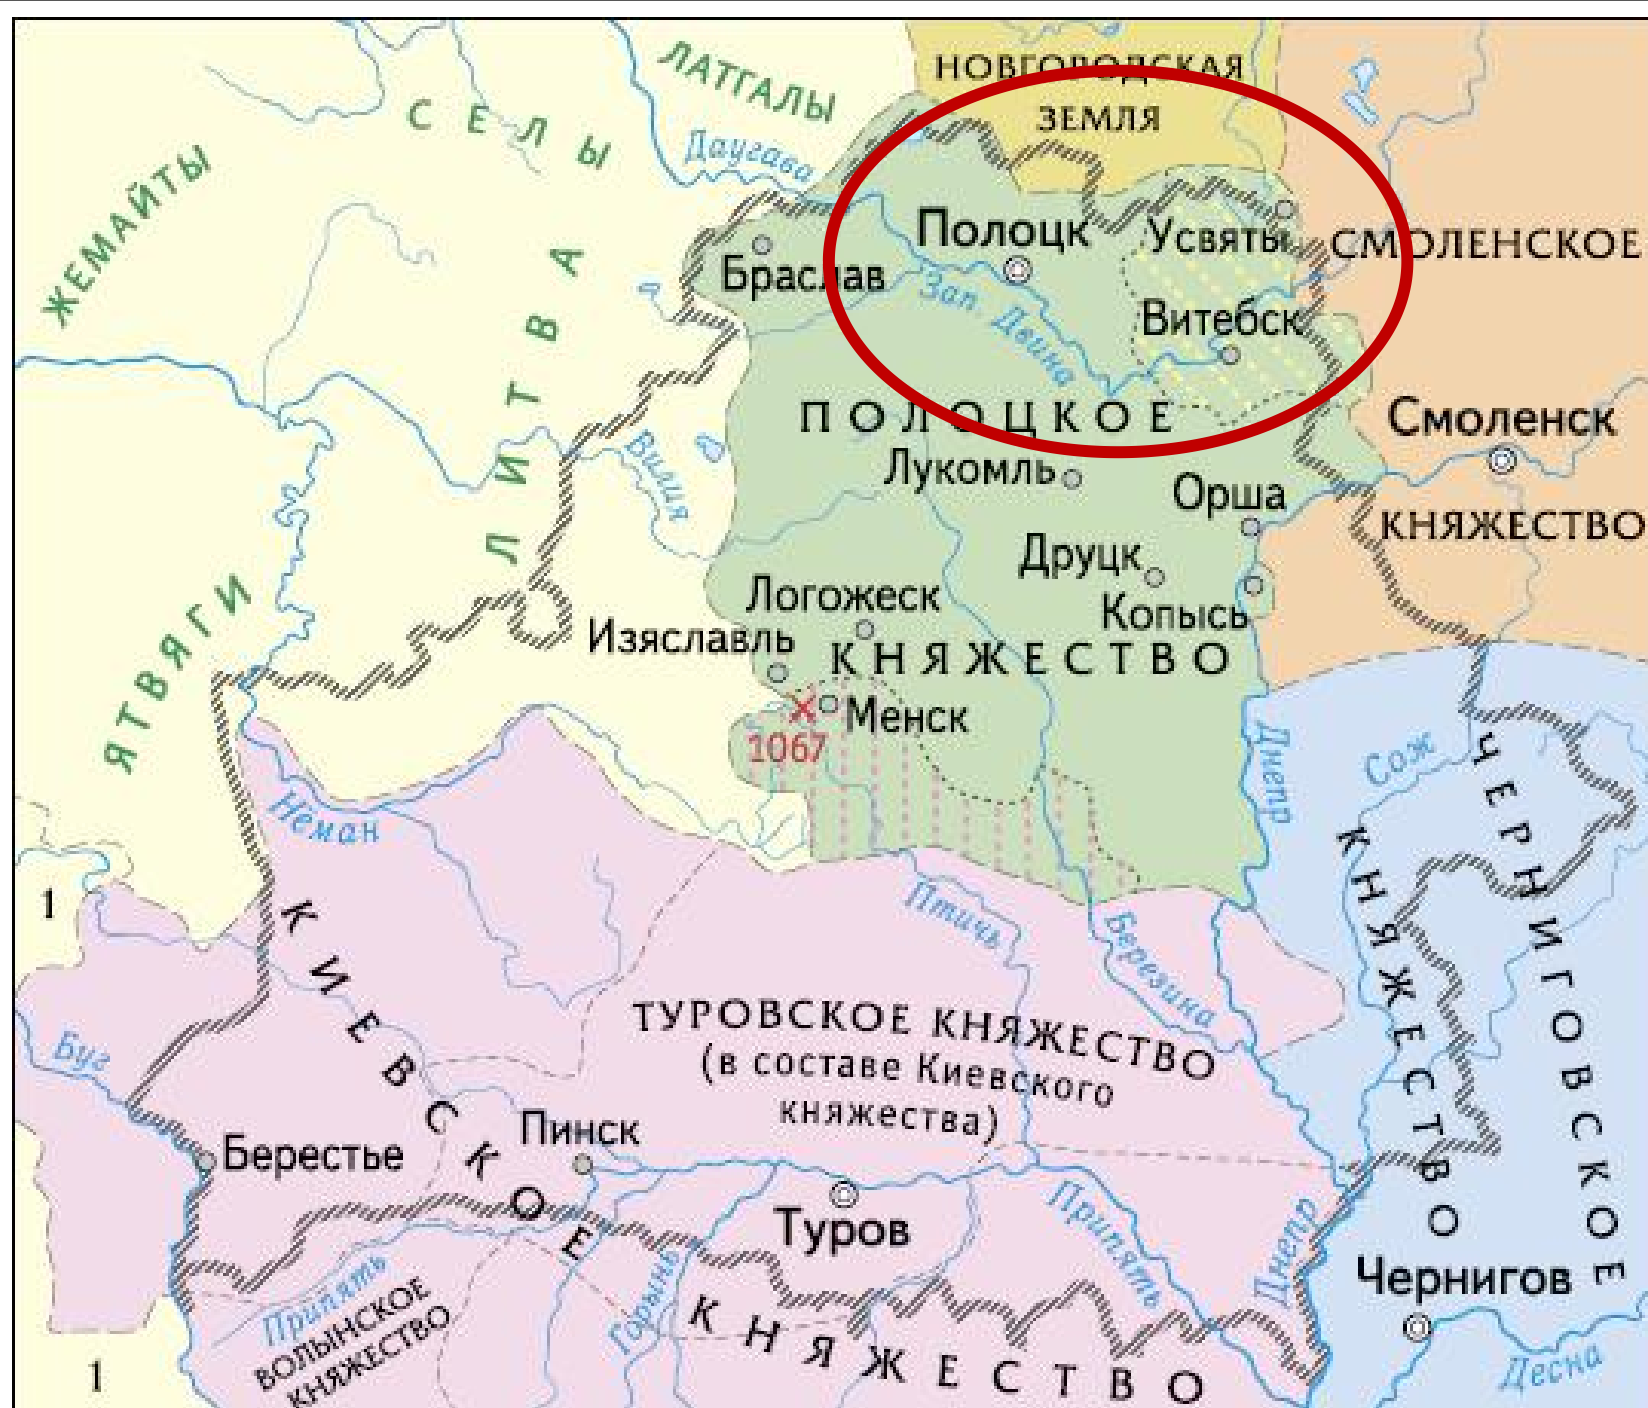 НОВГОРОДСКАЯ
ЗЕМЛЯ
ЛАТГАЛЫ
СЕЛЫ
ЖЕМАЙТЫ
Даугава
Полоцк
Усвяты
СМОЛЕНСКОЕ
Браслав
Зап. Двина
Витебск
ЛИТВА
ПОЛОЦКОЕ
Смоленск
Вилия
Лукомль
Орша
КНЯЖЕСТВО
Друцк
Логожеск
Копысь
Изяславль
КНЯЖЕСТВО
ЯТВЯГИ
Менск
1067
Днепр
Сож
Неман
ЧЕРНИГОВСКОЕ
КНЯЖЕСТВО
1
Птичь
Березина
КИЕВСКОЕ
ТУРОВСКОЕ КНЯЖЕСТВО
(в составе Киевского
княжества)
Буг
Пинск
Берестье
Туров
Припять
Днепр
Чернигов
Припять
Горынь
ВОЛЫНСКОЕ
КНЯЖЕСТВО
КНЯЖЕСТВО
Десна
1